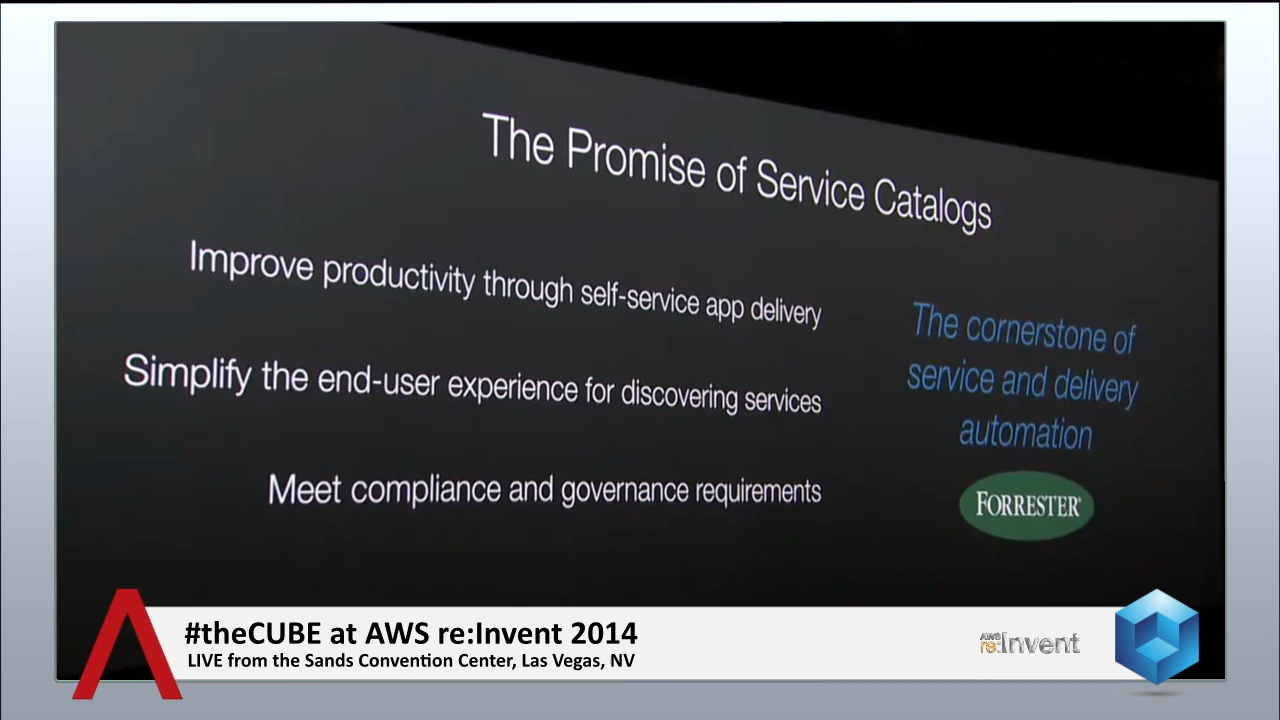 The Promise of Service Catalogs
Improve productivity through self-service app delivery
Simplify the end-user experience for discovering services
Meet compliance and governance requirements
The cornerstone of
service and delivery
automation
FORRESTER®
#theCUBE at AWS re:Invent 2014
LIVE from the Sands Convention Center, Las Vegas, NV
AWS
re:Invent